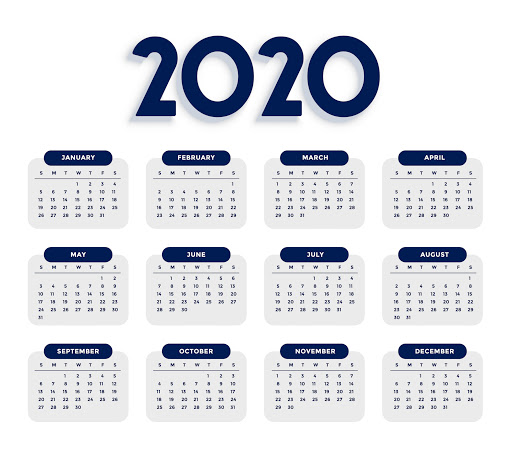 2020
JANUARY
S M T W T F S
1 2 3 4
5 6 7 8 9 10 11
12 13 14 15 16 17 18
19 20 21 22 23 24 25
26 27 28 29 30 31
FEBRUARY
S M T W T F S
1
2 3 4 5 6 7 8
9 10 11 12 13 14 15
16 17 18 19 20 21 22
23 24 25 26 27 28 29
MARCH
S M T W T F S
1 2 3 4 5 6 7
8 9 10 11 12 13 14
15 16 17 18 19 20 21
22 23 24 25 26 27 28
29 30 31
APRIL
S M T W T F S
1 2 3 4
5 6 7 8 9 10 11
12 13 14 15 16 17 18
19 20 21 22 23 24 25
26 27 28 29 30
MAY
S M T W T F S
1 2
3 4 5 6 7 8 9
10 11 12 13 14 15 16
17 18 19 20 21 22 23
24 25 26 27 28 29 30
31
JUNE
S M T W T F S
1 2 3 4 5 6
7 8 9 10 11 12 13
14 15 16 17 18 19 20
21 22 23 24 25 26 27
28 29 30
JULY
S M T W T F S
1 2 3 4
5 6 7 8 9 10 11
12 13 14 15 16 17 18
19 20 21 22 23 24 25
26 27 28 29 30 31
AUGUST
S M T W T F S
1
2 3 4 5 6 7 8
9 10 11 12 13 14 15
16 17 18 19 20 21 22
23 24 25 26 27 28 29
30 31
SEPTEMBER
S M T W T F S
1 2 3 4 5
6 7 8 9 10 11 12
13 14 15 16 17 18 19
20 21 22 23 24 25 26
27 28 29 30
OCTOBER
S M T W T F S
1 2 3
4 5 6 7 8 9 10
11 12 13 14 15 16 17
18 19 20 21 22 23 24
25 26 27 28 29 30 31
NOVEMBER
S M T W T F S
1 2 3 4 5 6 7
8 9 10 11 12 13 14
15 16 17 18 19 20 21
22 23 24 25 26 27 28
29 30
DECEMBER
S M T W T F S
1 2 3 4 5
6 7 8 9 10 11 12
13 14 15 16 17 18 19
20 21 22 23 24 25 26
27 28 29 30 31